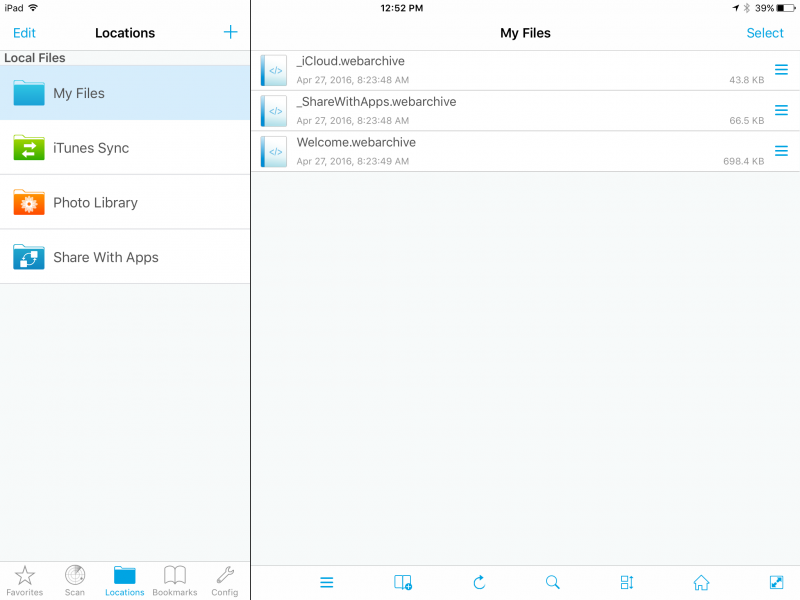 iPad
12:52 PM
39%
Edit
Locations
Local Files
My Files
iTunes Sync
Photo Library
Share With Apps
Favorites
Scan
Locations
Bookmarks
Config
My Files
Select
_iCloud.webarchive
Apr 27, 2016, 8:23:48 AM
43.8 KB
_ShareWithApps.webarchive
Apr 27, 2016, 8:23:48 AM
66.5 KB
Welcome.webarchive
Apr 27, 2016, 8:23:49 AM
698.4 KB